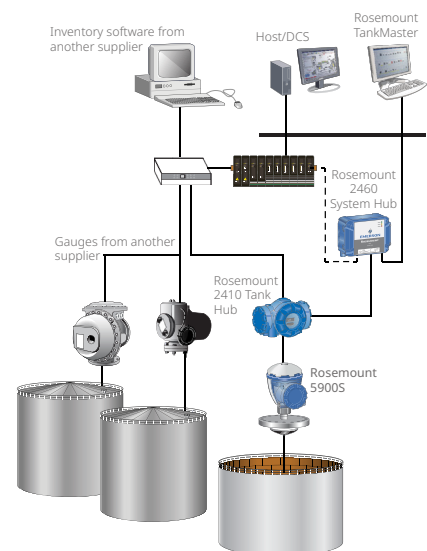 Inventory software from
another supplier
Host/DCS
Rosemount
TankMaster
Rosemount
2460
System Hub
EMERSON
Gauges from another
supplier
Rosemount
2410 Tank
Hub
Rosemount
5900S